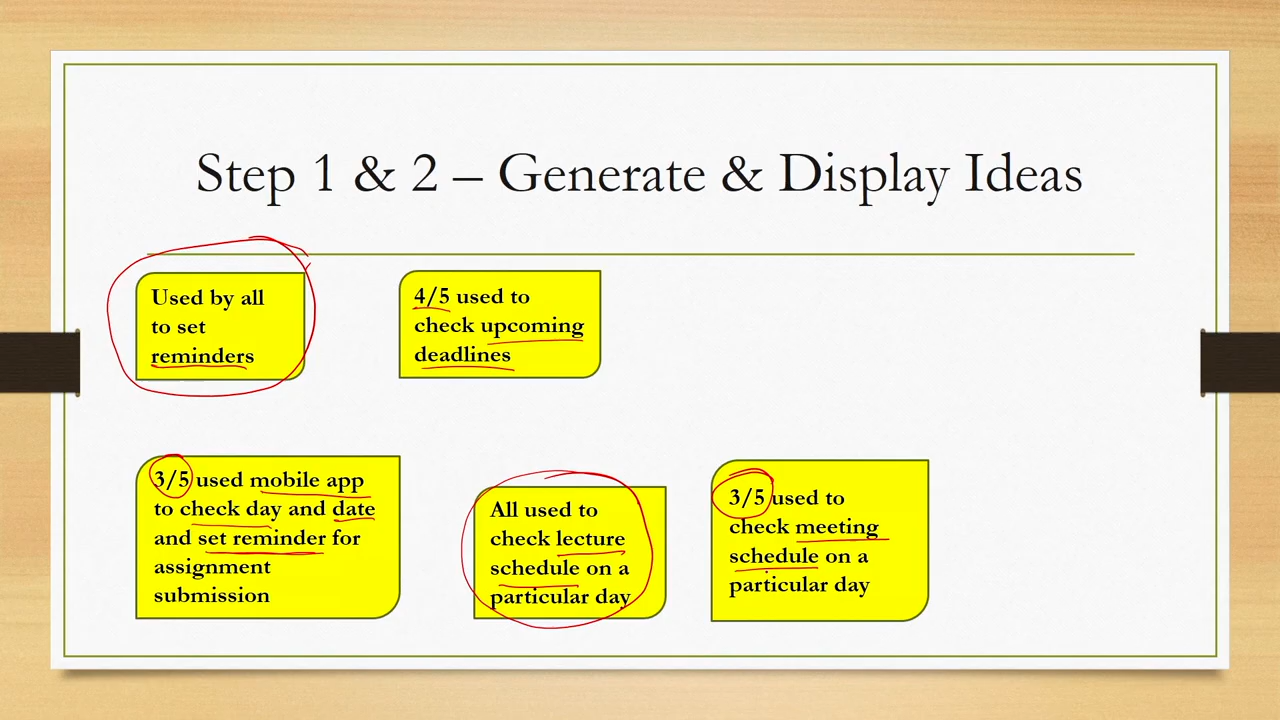 Step 1 & 2 – Generate & Display Ideas
Used by all
to set
reminders
4/5 used to
check upcoming
deadlines
3/5 used mobile app
to check day and date
and set reminder for
assignment
submission
All used to
check lecture
schedule on a
particular day
3/5 used to
check meeting
schedule on a
particular day